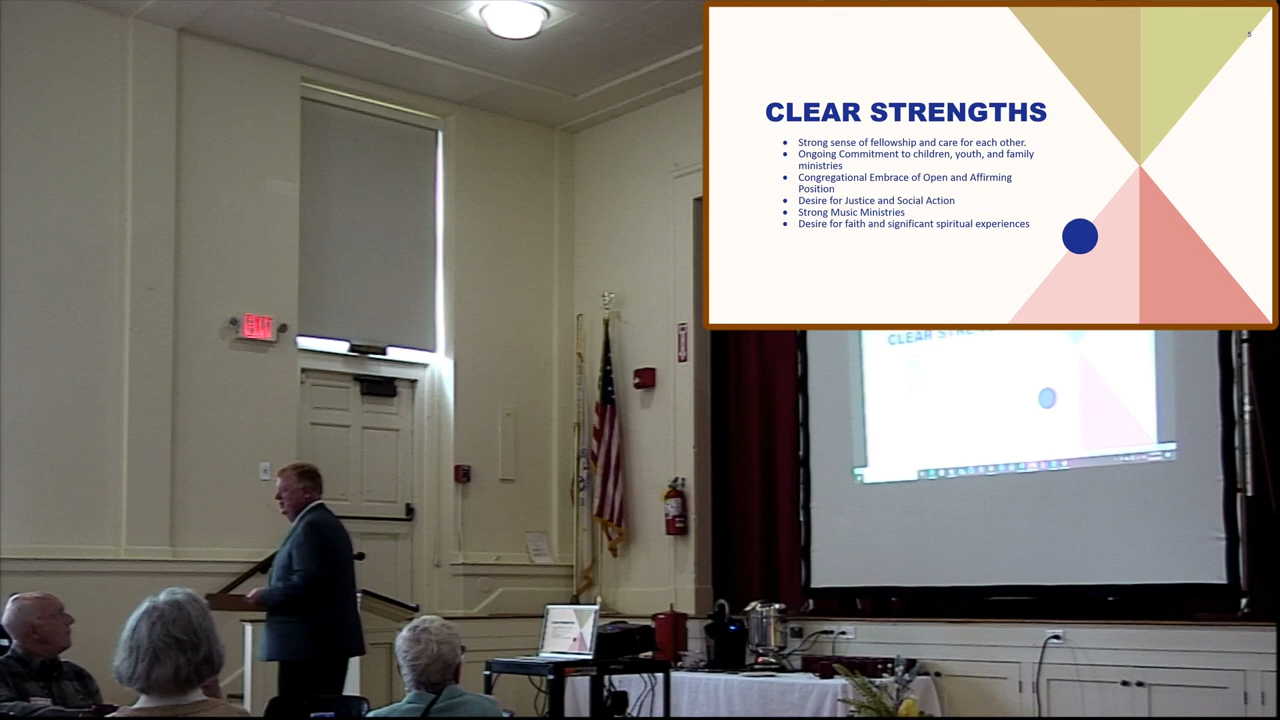 5
CLEAR STRENGTHS
• Strong sense of fellowship and care for each other.
• Ongoing Commitment to children, youth, and family
ministries
• Congregational Embrace of Open and Affirming
Position
• Desire for Justice and Social Action
• Strong Music Ministries
• Desire for faith and significant spiritual experiences
EXIT
CLEAR